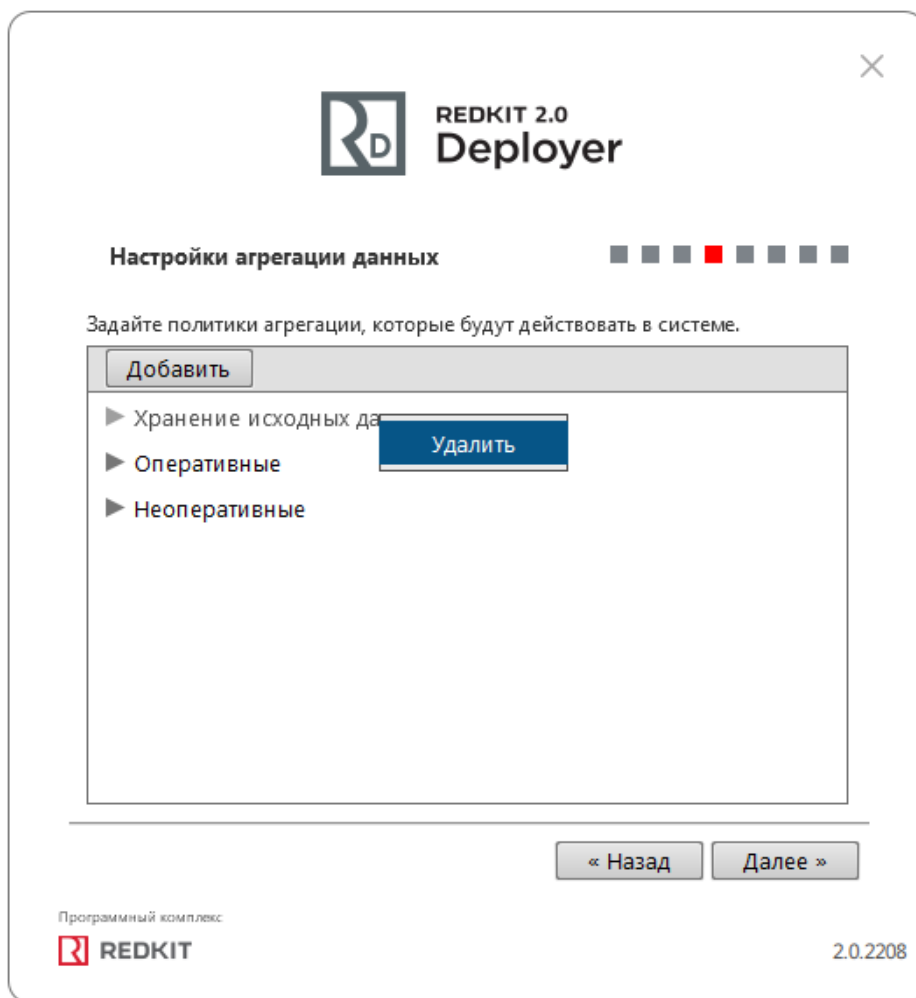 REDKIT 2.0
Deployer
Настройки агрегации данных
Задайте политики агрегации, которые будут действовать в системе.
Добавить
Хранение исходных да
Удалить
Оперативные
Неоперативные
« Назад
Далее »
Программный комплекс
REDKIT
2.0.2208